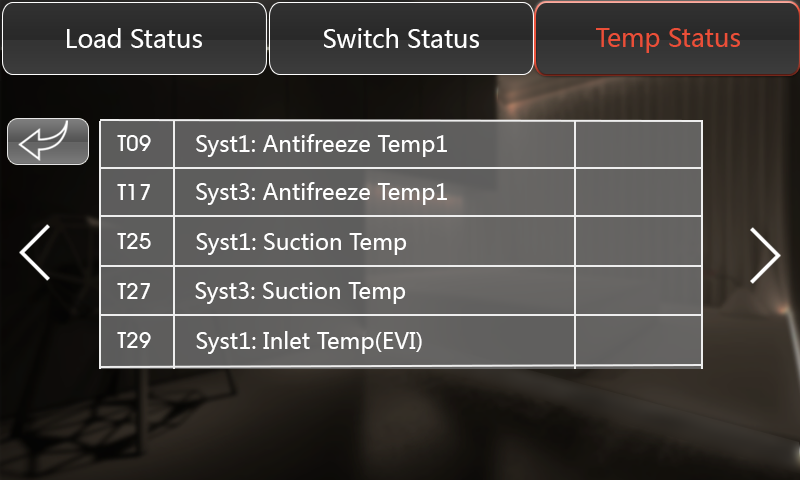 Load Status Switch Status Temp Status
T09 Syst1: Antifreeze Temp1
T17 Syst3: Antifreeze Temp1
T25 Syst1: Suction Temp
T27 Syst3: Suction Temp
T29 Syst1: Inlet Temp(EVI)